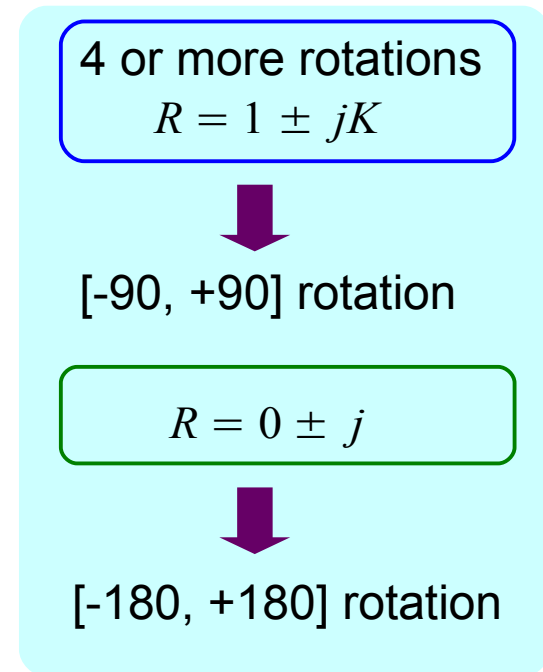 4 or more rotations
R = 1 ± jK
[-90, +90] rotation
R = 0 ± j
[-180, +180] rotation